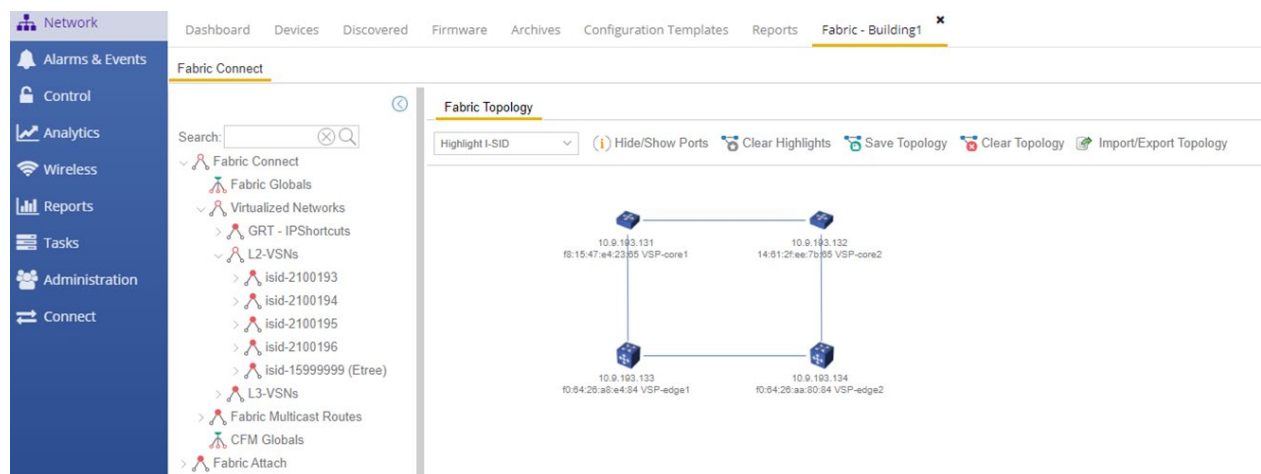 Network
Alarms & Events
Control
Analytics
Wireless
Reports
Tasks
Administration
Connect
Dashboard Devices Discovered Firmware Archives Configuration Templates Reports Fabric - Building1
Fabric Connect
Search:
Fabric Connect
Fabric Globals
Virtualized Networks
GRT - IPShortcuts
L2-VSNs
isid-2100193
isid-2100194
isid-2100195
isid-2100196
isid-15999999 (Etree)
L3-VSNs
Fabric Multicast Routes
CFM Globals
Fabric Attach
Fabric Topology
Highlight I-SID Hide/Show Ports Clear Highlights Save Topology Clear Topology Import/Export Topology
10.9.193.131
f8:15:47:e4:23:65 VSP-core1
10.9.193.132
14:61:2f:ee:7b:65 VSP-core2
10.9.193.133
f0:64:26:a8:e4:84 VSP-edge1
10.9.193.134
f0:64:26:aa:80:84 VSP-edge2